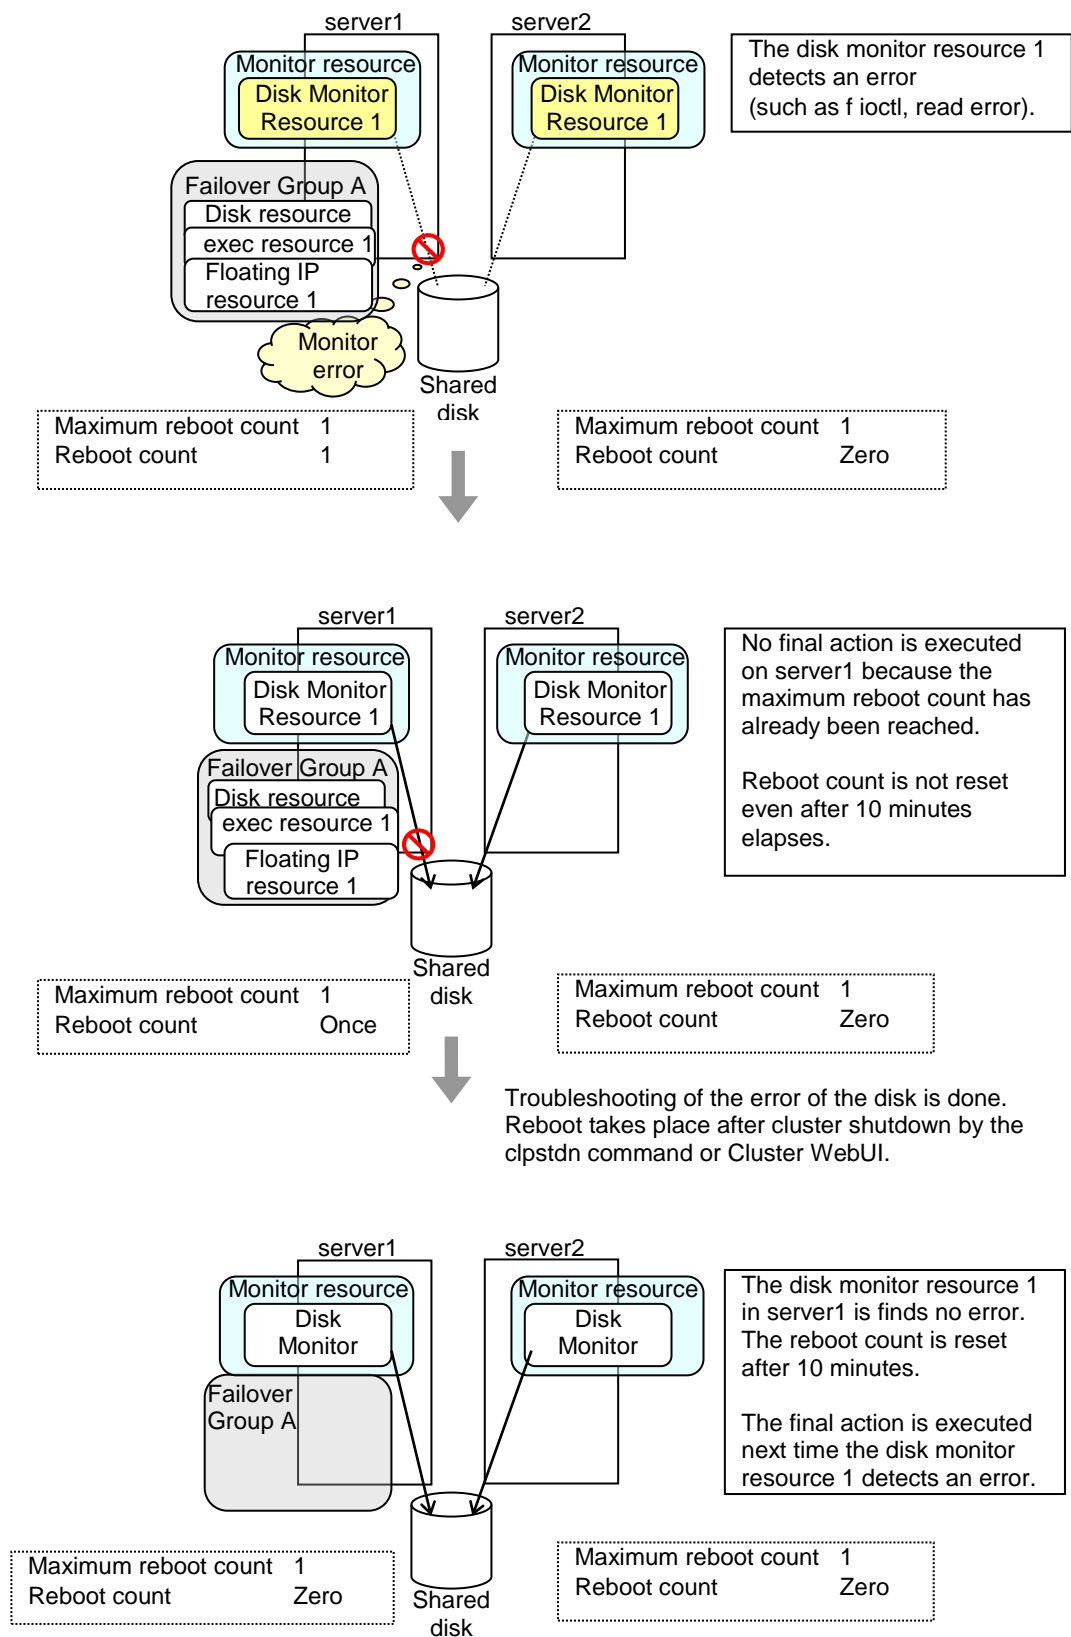 server1
server2
Monitor resource
Disk Monitor
Resource 1
Monitor resource
Disk Monitor
Resource 1
The disk monitor resource 1
detects an error
(such as f ioctl, read error).
Failover Group A
Disk resource
exec resource 1
Floating IP
resource 1
Monitor
error
Shared
disk
Maximum reboot count 1
Reboot count 1
Maximum reboot count 1
Reboot count Zero
server1
server2
Monitor resource
Disk Monitor
Resource 1
Monitor resource
Disk Monitor
Resource 1
No final action is executed
on server1 because the
maximum reboot count has
already been reached.
Reboot count is not reset
even after 10 minutes
elapses.
Failover Group A
Disk resource
exec resource 1
Floating IP
resource 1
Shared
disk
Maximum reboot count 1
Reboot count Once
Maximum reboot count 1
Reboot count Zero
Troubleshooting of the error of the disk is done.
Reboot takes place after cluster shutdown by the
clpstdn command or Cluster WebUI.
server1
server2
Monitor resource
Disk
Monitor
Monitor resource
Disk
Monitor
The disk monitor resource 1
in server1 is finds no error.
The reboot count is reset
after 10 minutes.
The final action is executed
next time the disk monitor
resource 1 detects an error.
Failover
Group A
Shared
disk
Maximum reboot count 1
Reboot count Zero
Maximum reboot count 1
Reboot count Zero